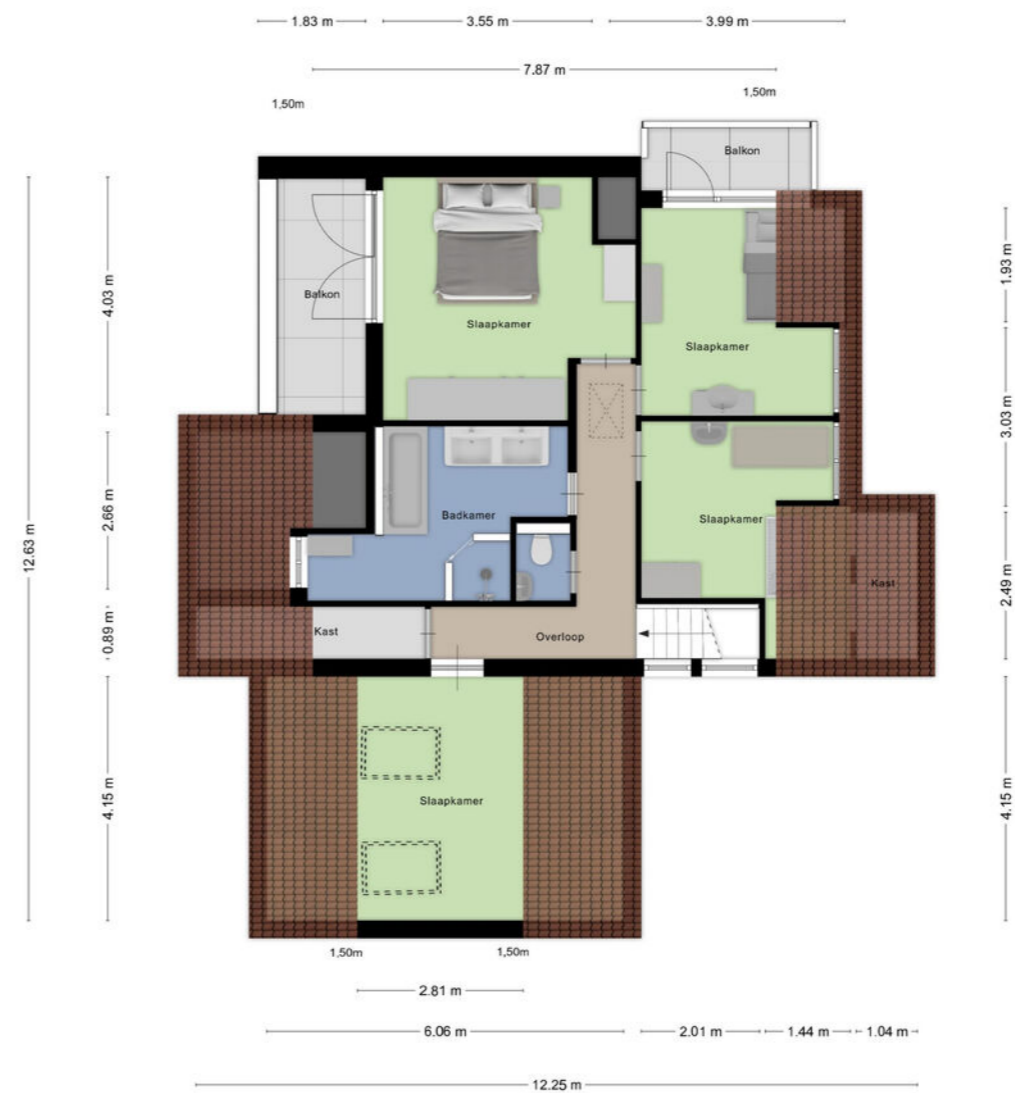 1.83 m
3.55 m
3.99 m
7.87 m
1,50m
1,50m
Balkon
Balkon
Slaapkamer
Slaapkamer
4.03 m
1.93 m
3.03 m
2.66 m
12.63 m
Badkamer
Slaapkamer
Kast
2.49 m
0.89 m
Kast
Overloop
Slaapkamer
4.15 m
4.15 m
1,50m
1,50m
2.81 m
6.06 m
2.01 m
1.44 m
1.04 m
12.25 m